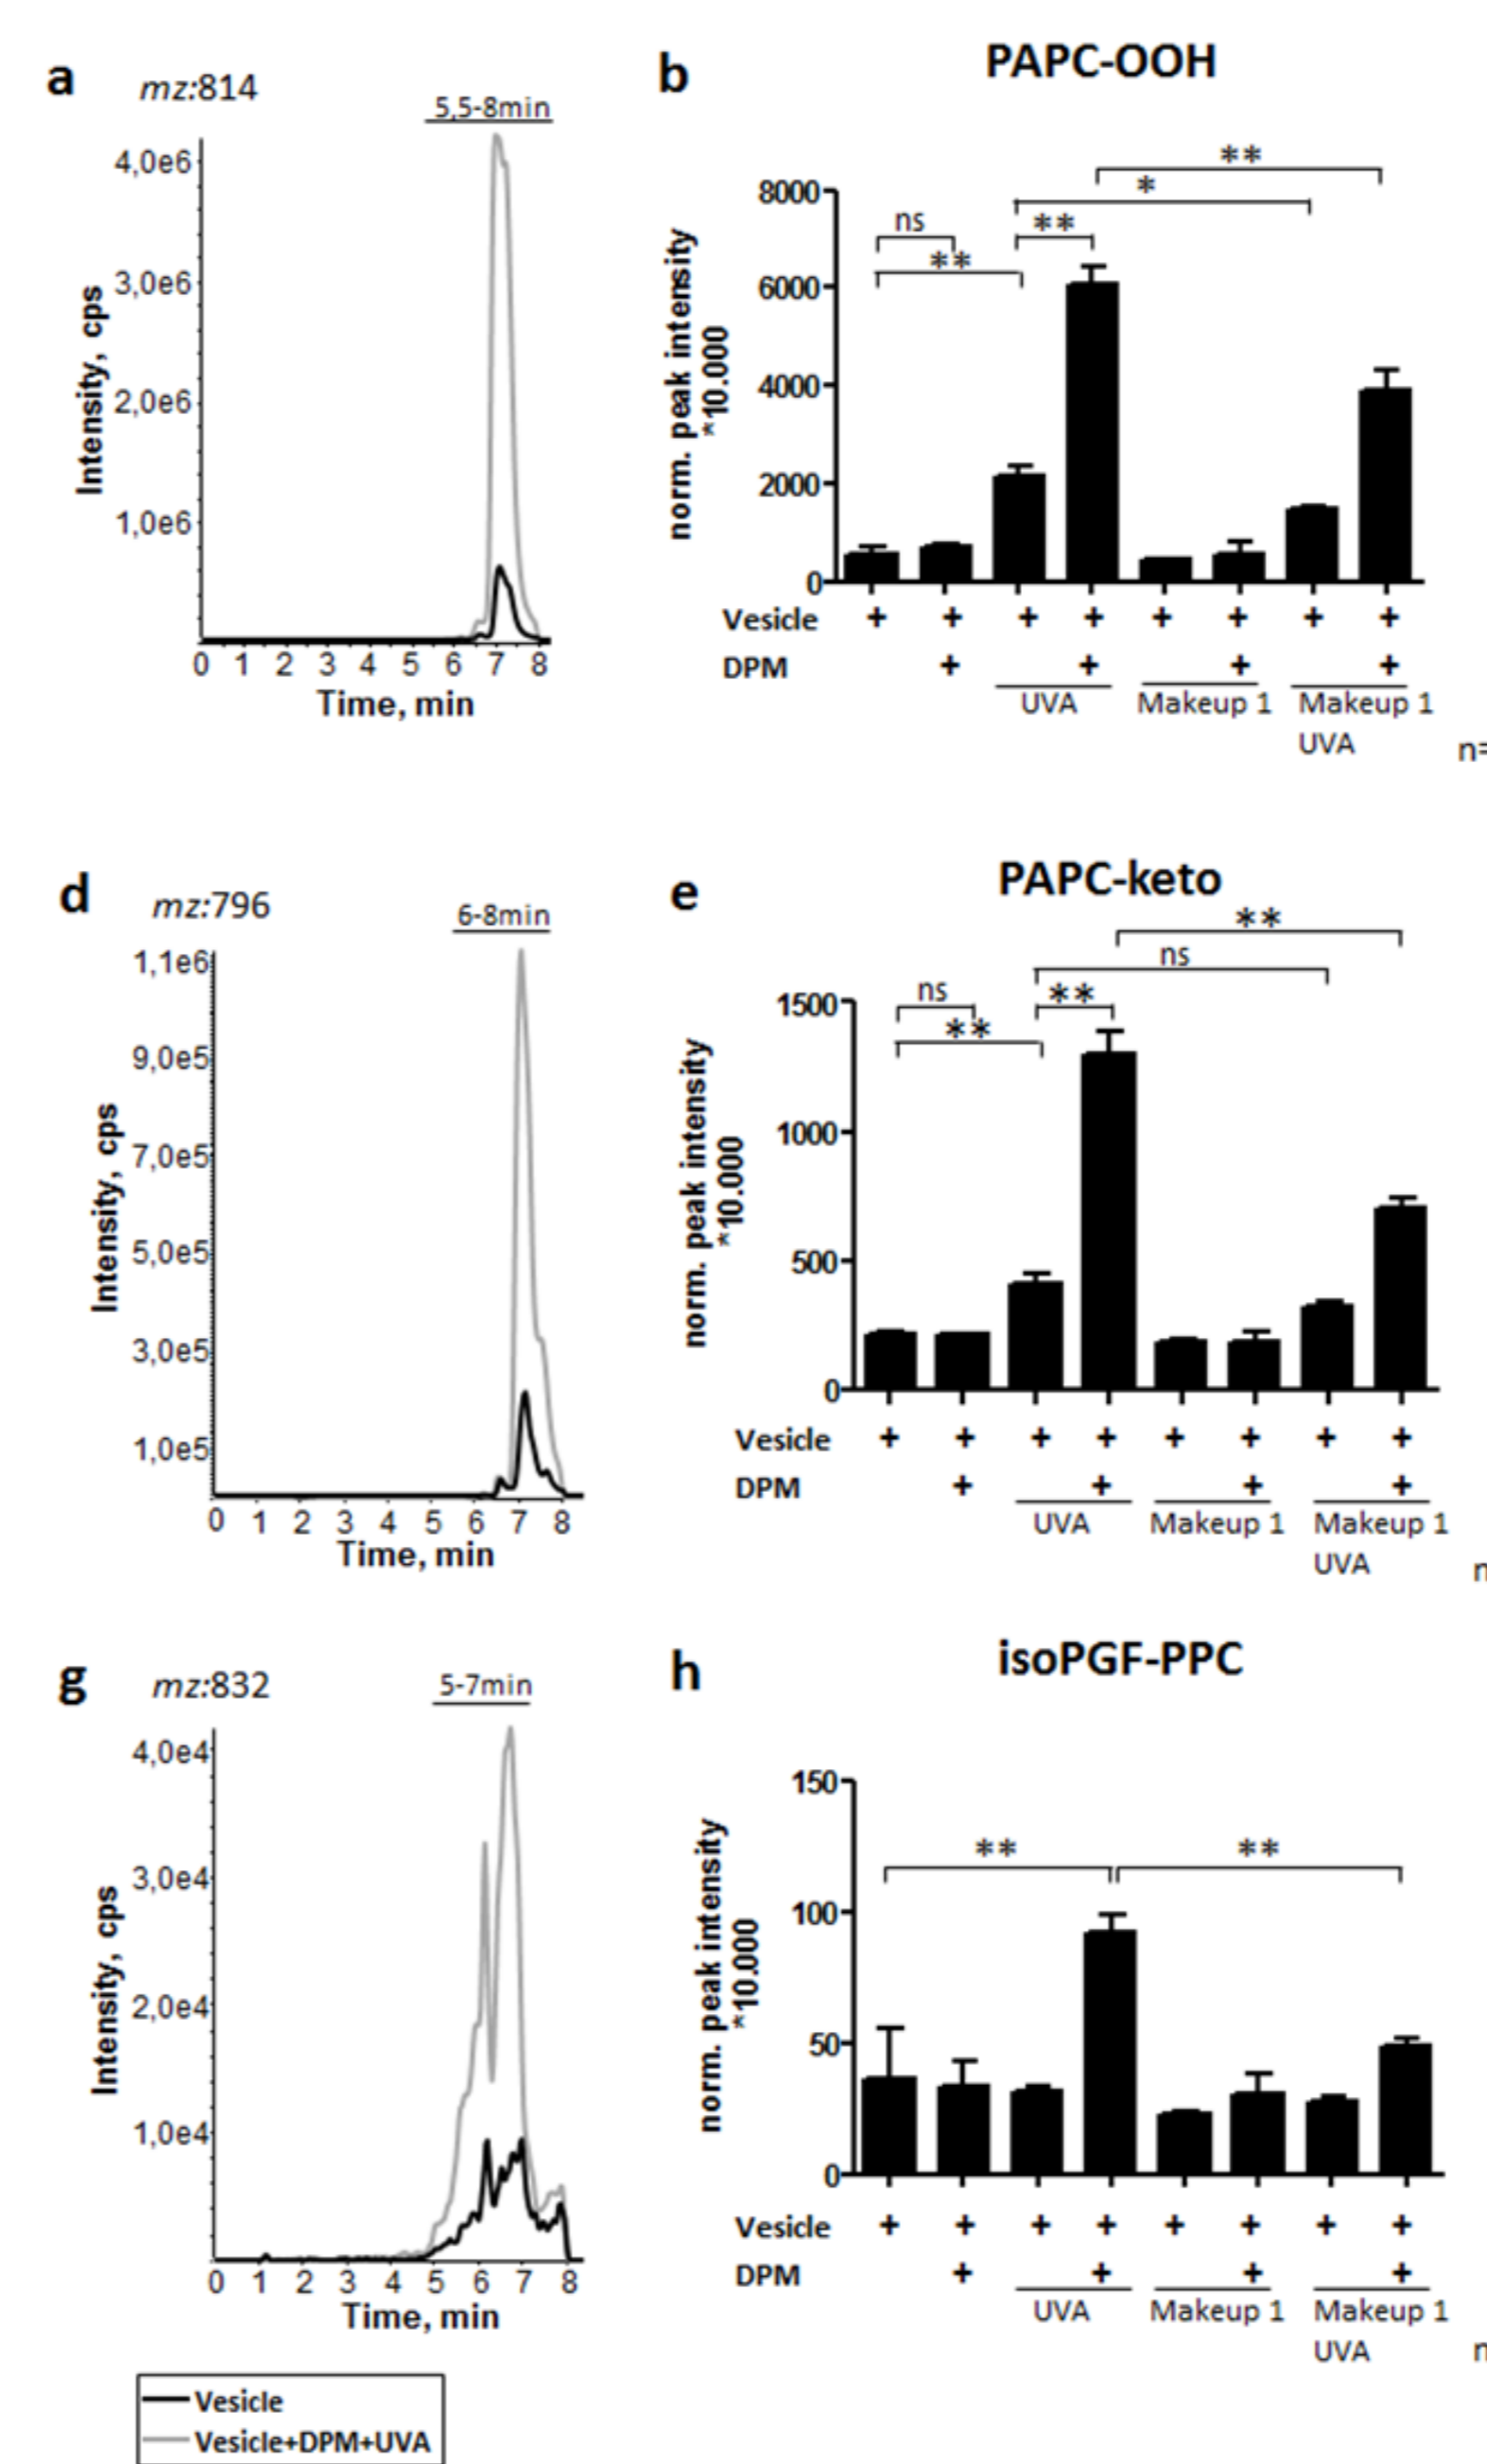 a
mz:814
5,5-8min
4,0e6
3,0e6
2,0e6
1,0e6
Intensity, cps
0 1 2 3 4 5 6 7 8
Time, min
b
PAPC-OOH
**
*
ns
**
**
8000
6000
4000
2000
0
norm. peak intensity
*10.000
Vesicle + + + + + + + +
DPM + + + +
UVA Makeup 1 Makeup 1
UVA
n=
d
mz:796
6-8min
1,1e6
9,0e5
7,0e5
5,0e5
3,0e5
1,0e5
Intensity, cps
0 1 2 3 4 5 6 7 8
Time, min
e
PAPC-keto
**
ns
ns
**
**
1500
1000
500
0
norm. peak intensity
*10.000
Vesicle + + + + + + + +
DPM + + + +
UVA Makeup 1 Makeup 1
UVA
n
g
mz:832
5-7min
4,0e4
3,0e4
2,0e4
1,0e4
Intensity, cps
0 1 2 3 4 5 6 7 8
Time, min
h
isoPGF-PPC
** **
150
100
50
0
norm. peak intensity
*10.000
Vesicle + + + + + + + +
DPM + + + +
UVA Makeup 1 Makeup 1
UVA
n
Vesicle
Vesicle+DPM+UVA